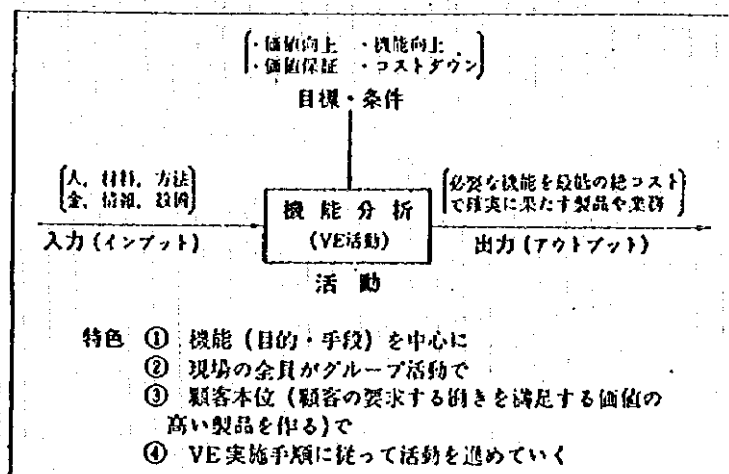 ・価値向上 ・機能向上
・価値保証 ・コストダウン
目標・条件
人、材料、方法
金、情報、設備
必要な機能を最低の総コスト
で確実に果たす製品や業務
機能分析
(VE活動)
入力(インプット)
出力(アウトプット)
活動
特色 ① 機能(目的・手段)を中心に
② 現場の全員がグループ活動で
③ 顧客本位(顧客の要求する働きを満足する価値の
高い製品を作る)で
④ VE実施手順に従って活動を進めていく